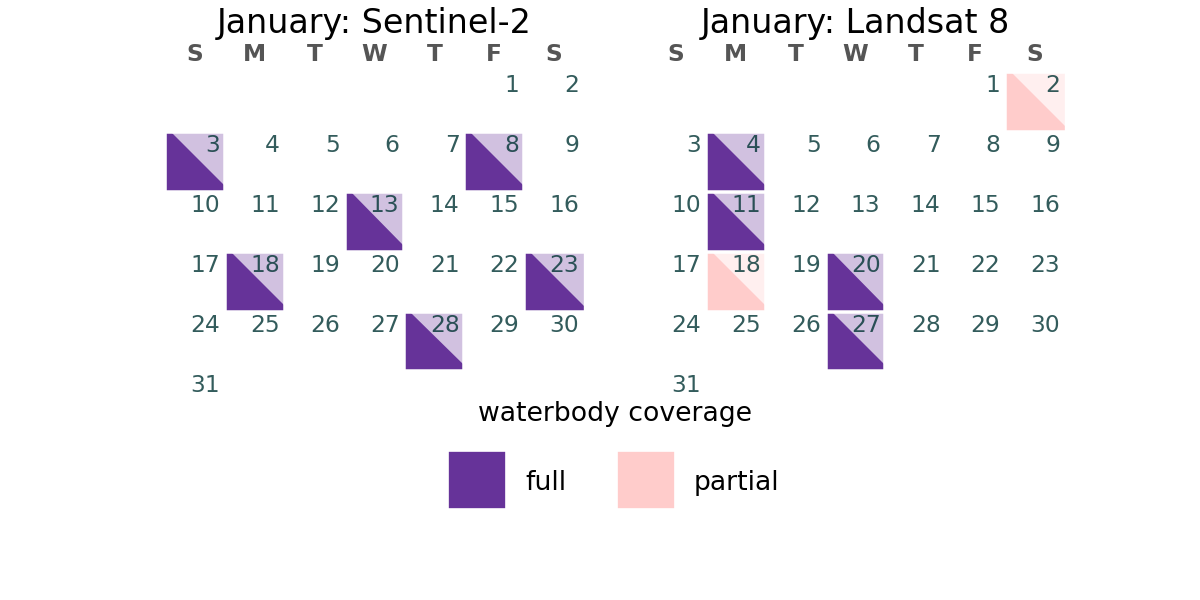 January: Sentinel-2
S M T W T F S
1 2
3 4 5 6 7 8 9
10 11 12 13 14 15 16
17 18 19 20 21 22 23
24 25 26 27 28 29 30
31
January: Landsat 8
S M T W T F S
1 2
3 4 5 6 7 8 9
10 11 12 13 14 15 16
17 18 19 20 21 22 23
24 25 26 27 28 29 30
31
waterbody coverage
full
partial